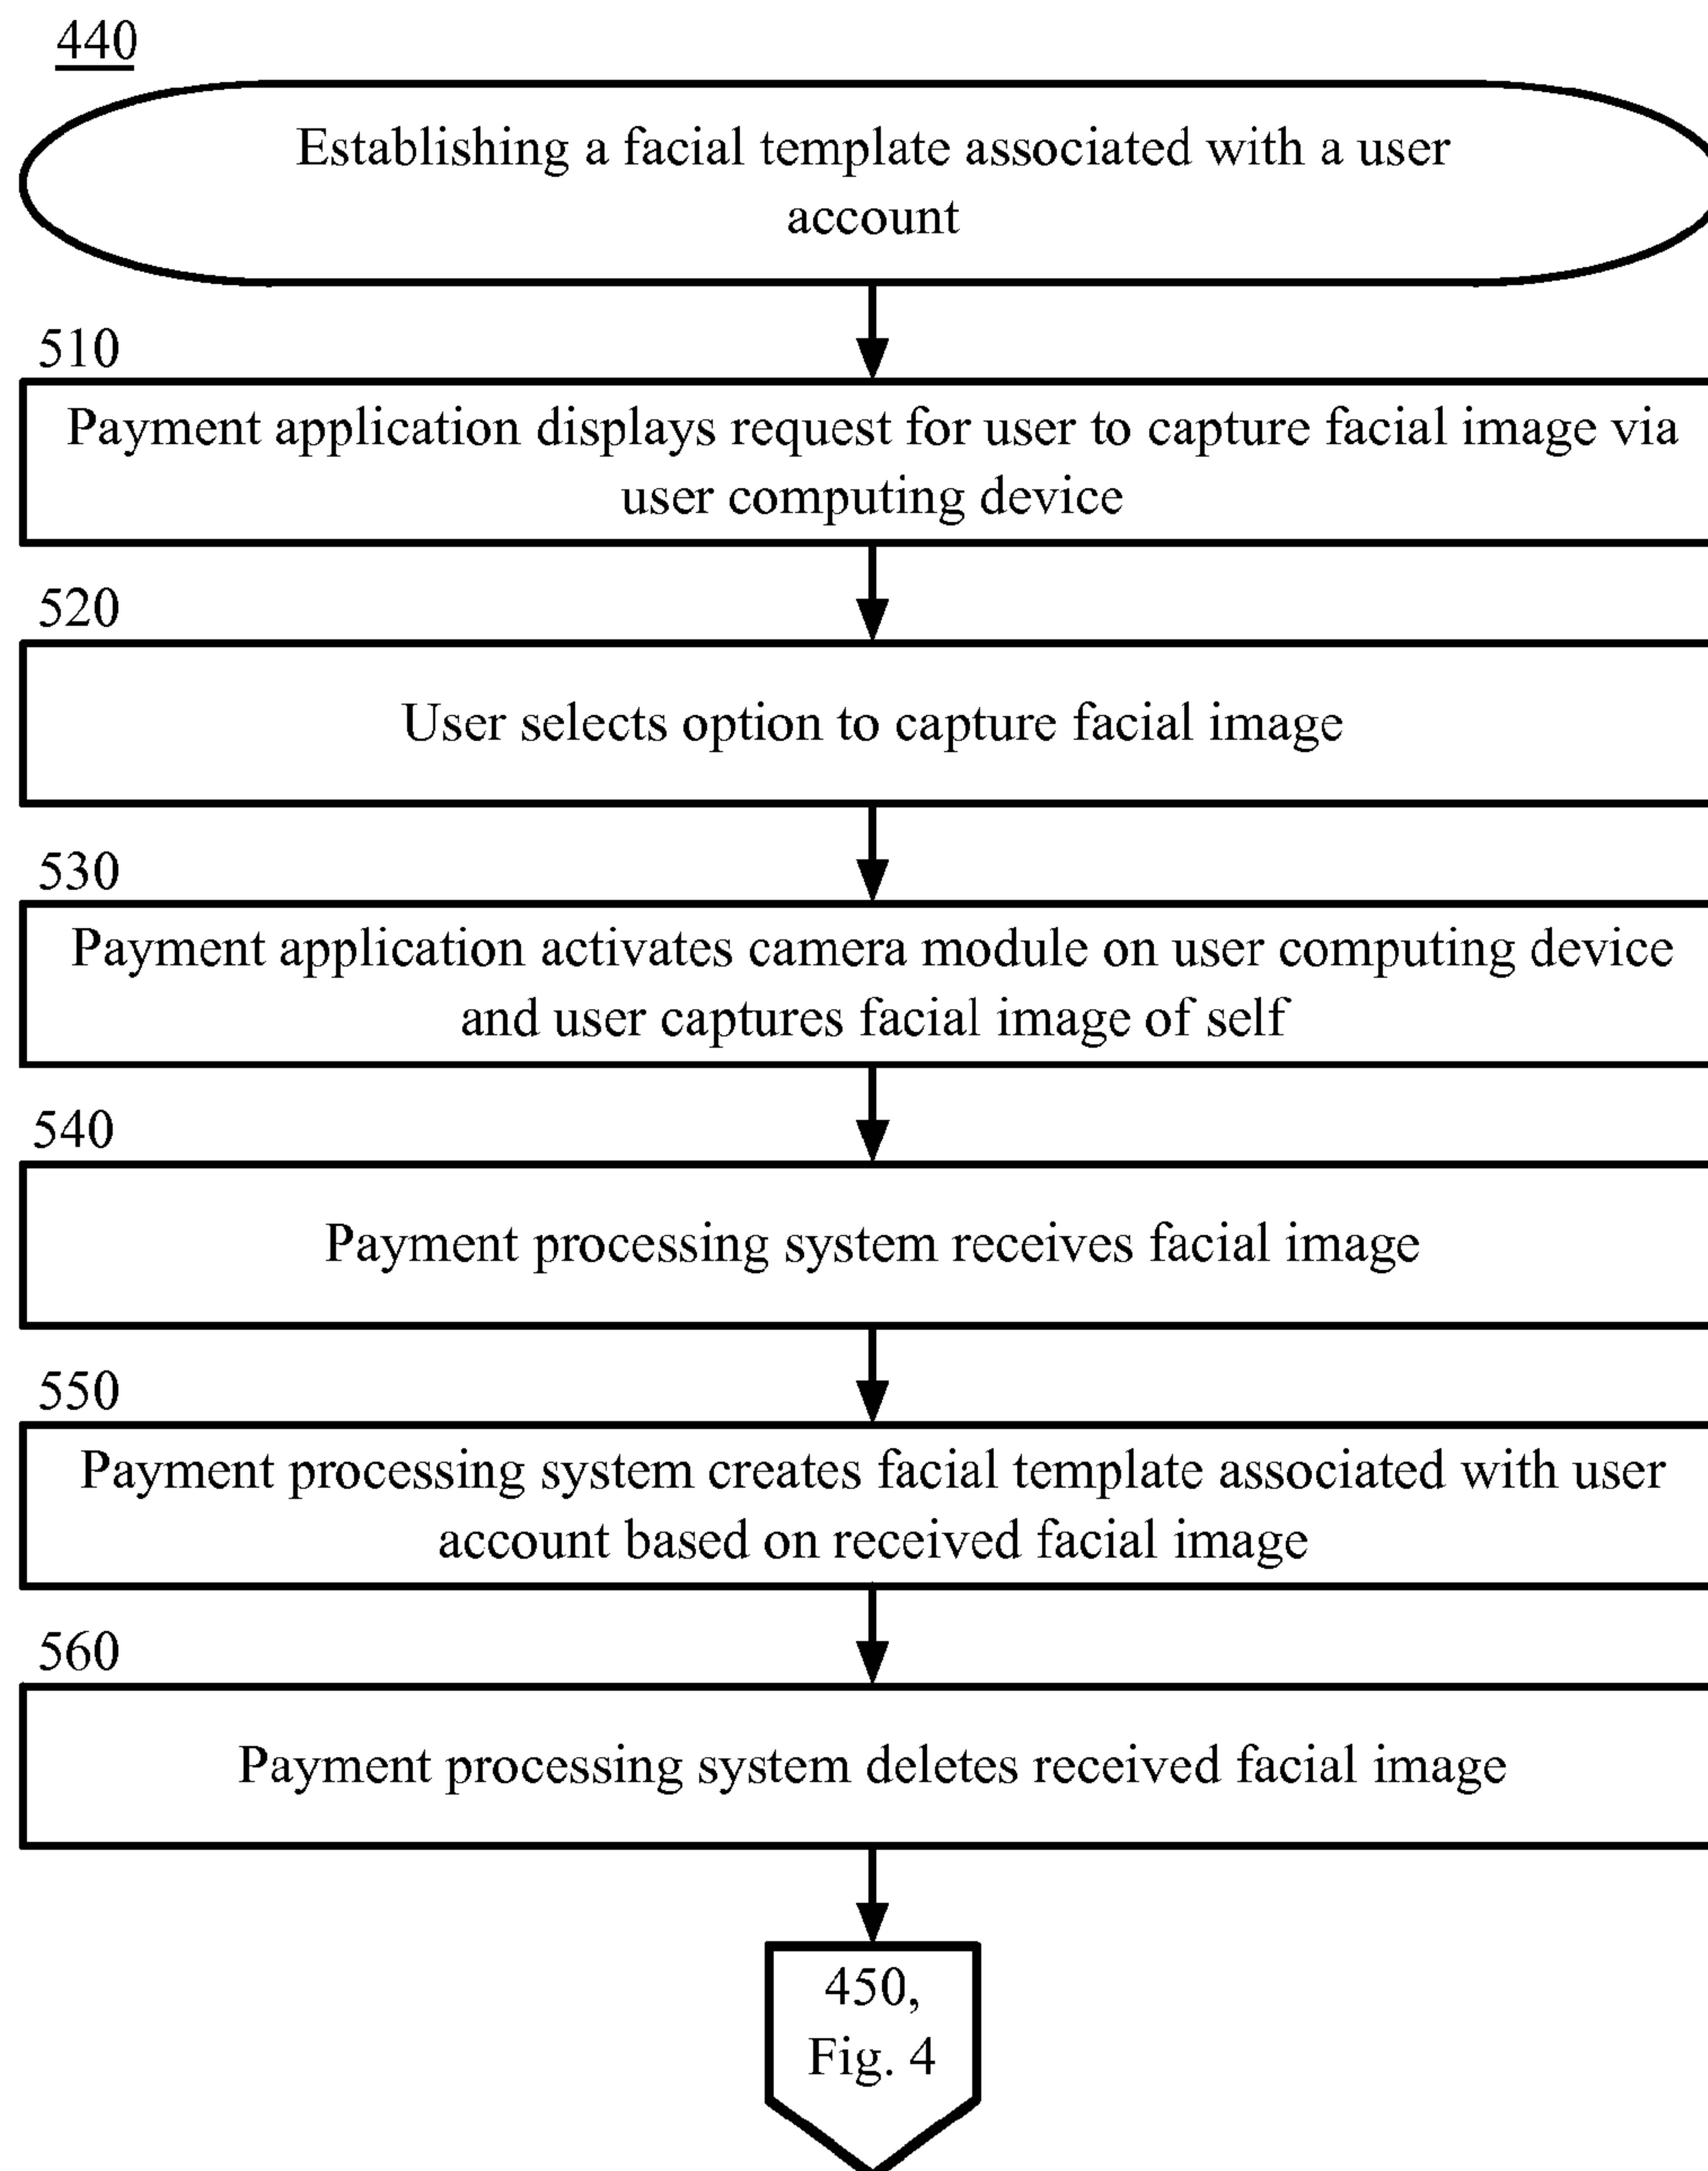 440
Establishing a facial template associated with a user
account
510
Payment application displays request for user to capture facial image via
user computing device
520
User selects option to capture facial image
530
Payment application activates camera module on user computing device
and user captures facial image of self
540
Payment processing system receives facial image
550
Payment processing system creates facial template associated with user
account based on received facial image
560
Payment processing system deletes received facial image
450,
Fig. 4